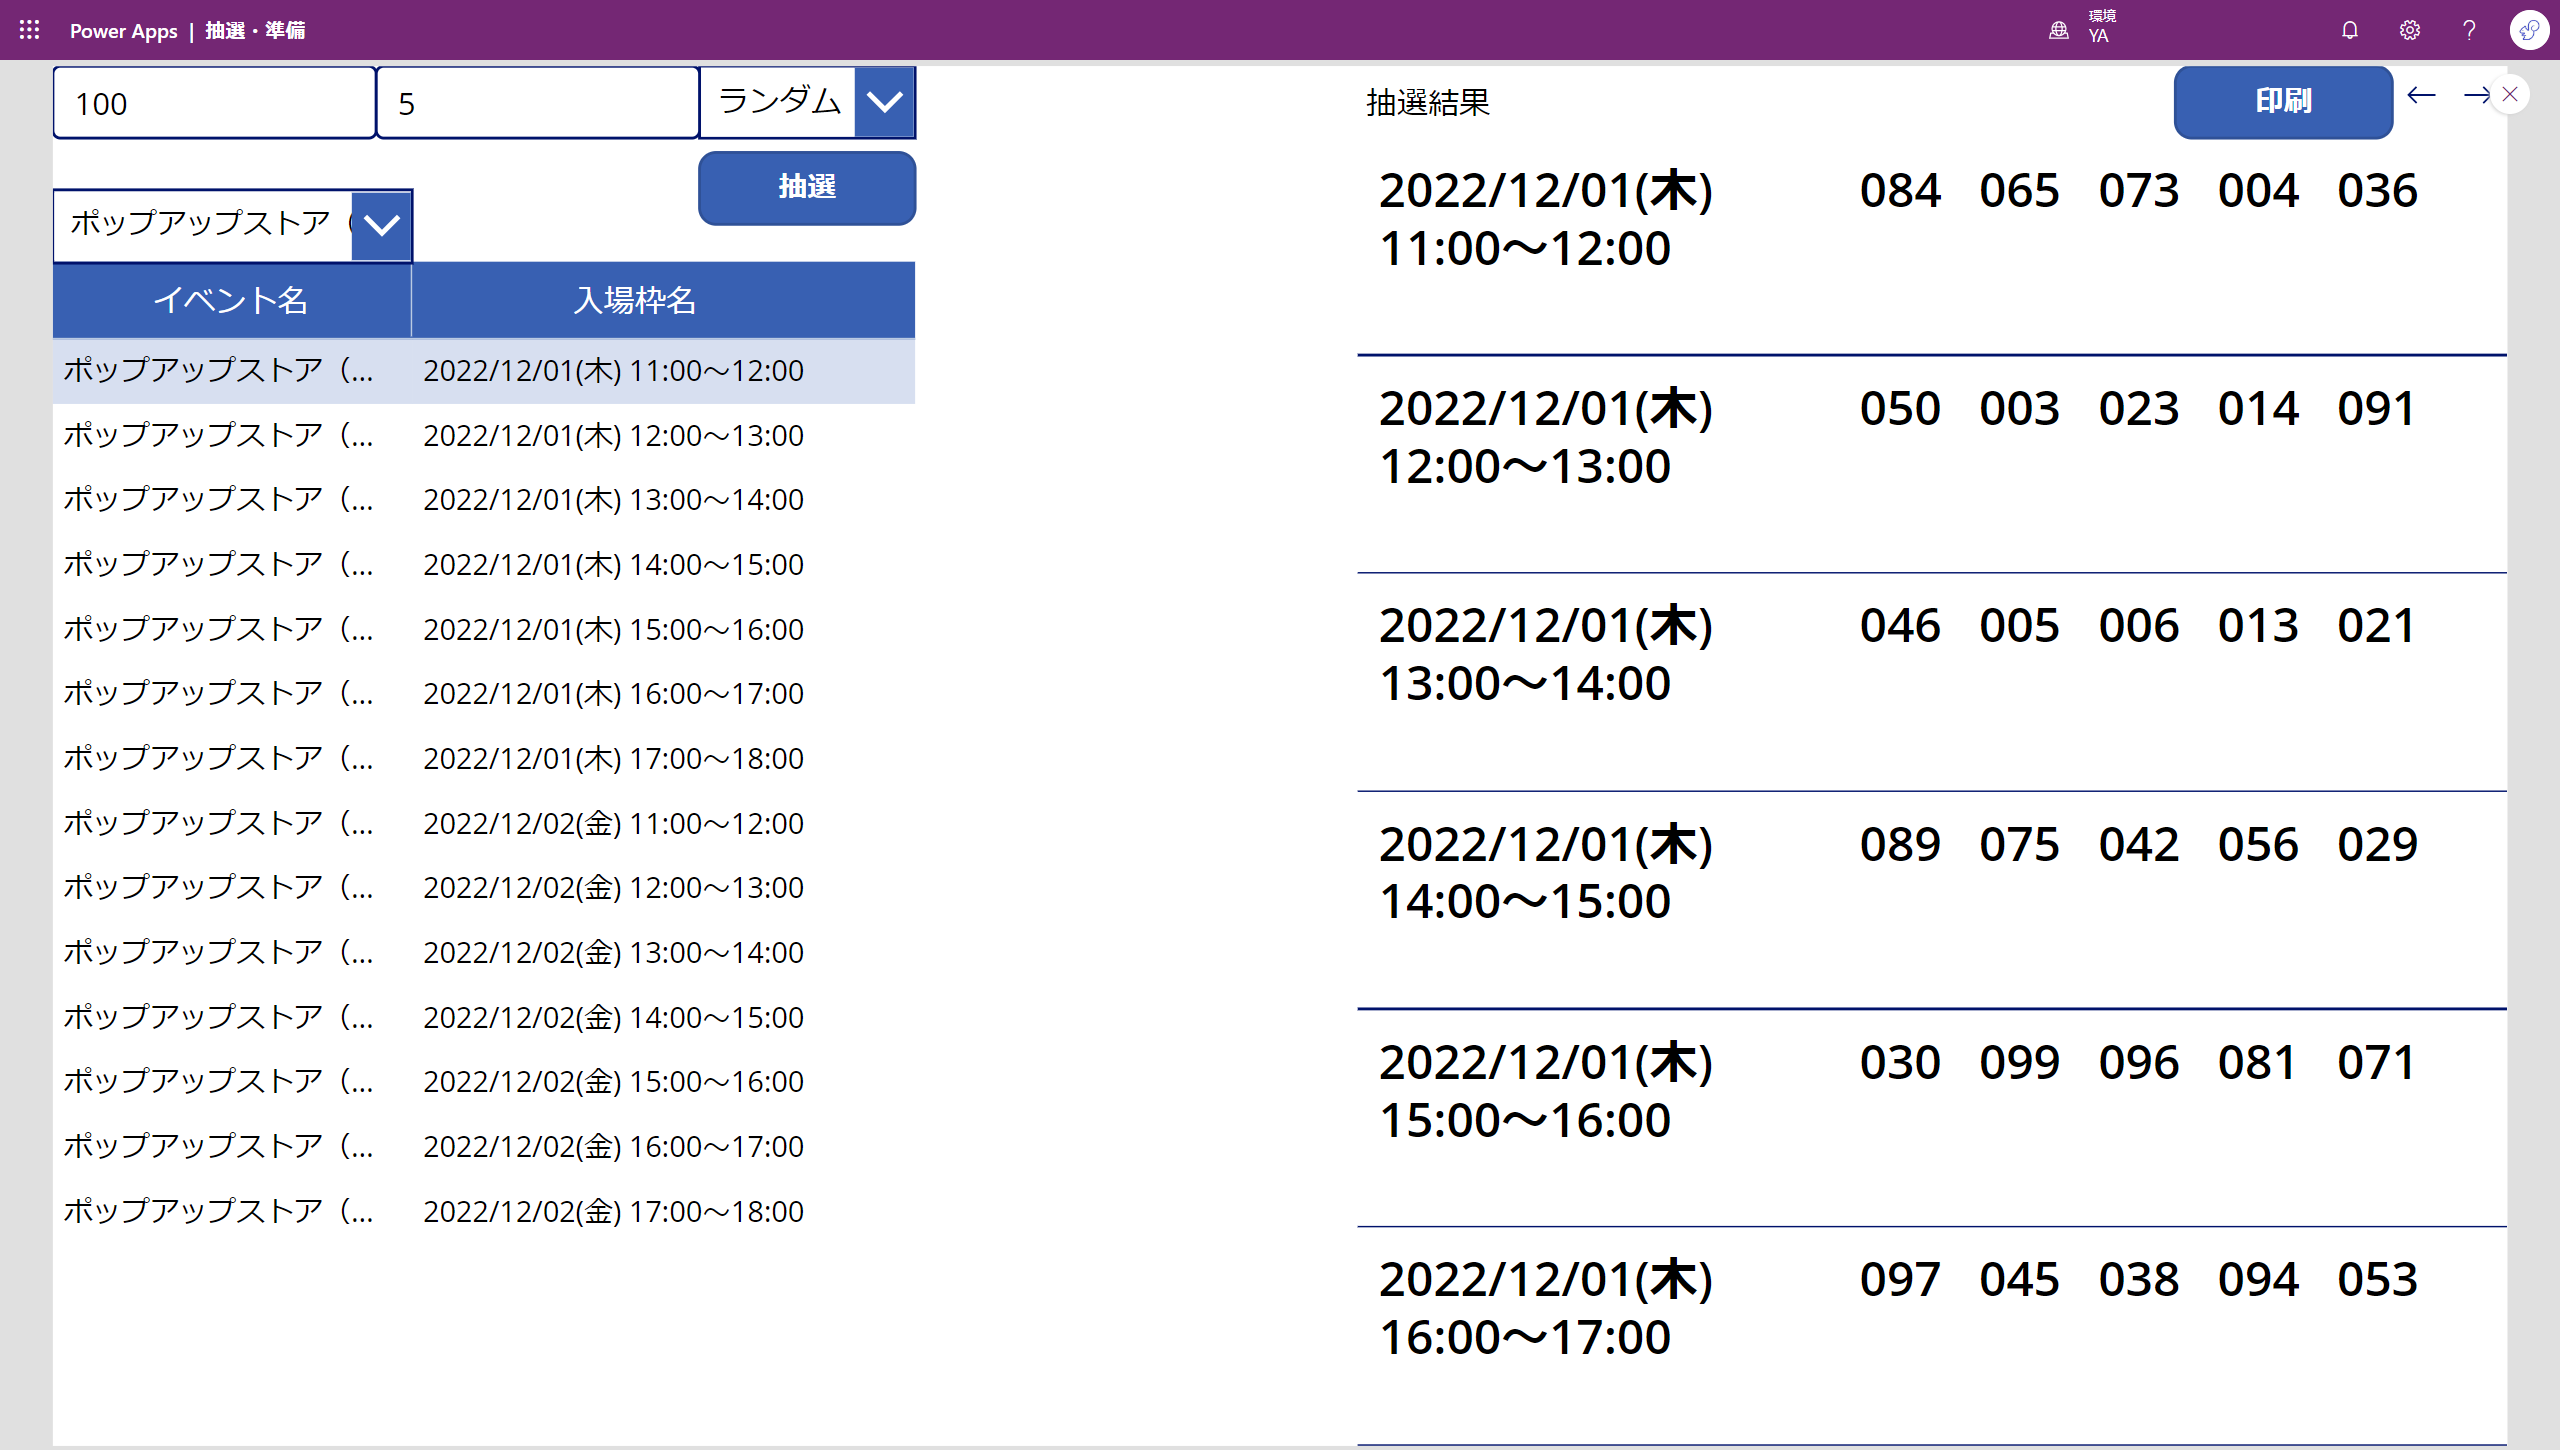 Power Apps | 抽選・準備
環境
YA
100
5
ランダム
抽選
ポップアップストア（
イベント名 入場枠名
ポップアップストア（... 2022/12/01(木) 11:00～12:00
ポップアップストア（... 2022/12/01(木) 12:00～13:00
ポップアップストア（... 2022/12/01(木) 13:00～14:00
ポップアップストア（... 2022/12/01(木) 14:00～15:00
ポップアップストア（... 2022/12/01(木) 15:00～16:00
ポップアップストア（... 2022/12/01(木) 16:00～17:00
ポップアップストア（... 2022/12/01(木) 17:00～18:00
ポップアップストア（... 2022/12/02(金) 11:00～12:00
ポップアップストア（... 2022/12/02(金) 12:00～13:00
ポップアップストア（... 2022/12/02(金) 13:00～14:00
ポップアップストア（... 2022/12/02(金) 14:00～15:00
ポップアップストア（... 2022/12/02(金) 15:00～16:00
ポップアップストア（... 2022/12/02(金) 16:00～17:00
ポップアップストア（... 2022/12/02(金) 17:00～18:00
抽選結果
印刷
2022/12/01(木) 084 065 073 004 036
11:00～12:00
2022/12/01(木) 050 003 023 014 091
12:00～13:00
2022/12/01(木) 046 005 006 013 021
13:00～14:00
2022/12/01(木) 089 075 042 056 029
14:00～15:00
2022/12/01(木) 030 099 096 081 071
15:00～16:00
2022/12/01(木) 097 045 038 094 053
16:00～17:00